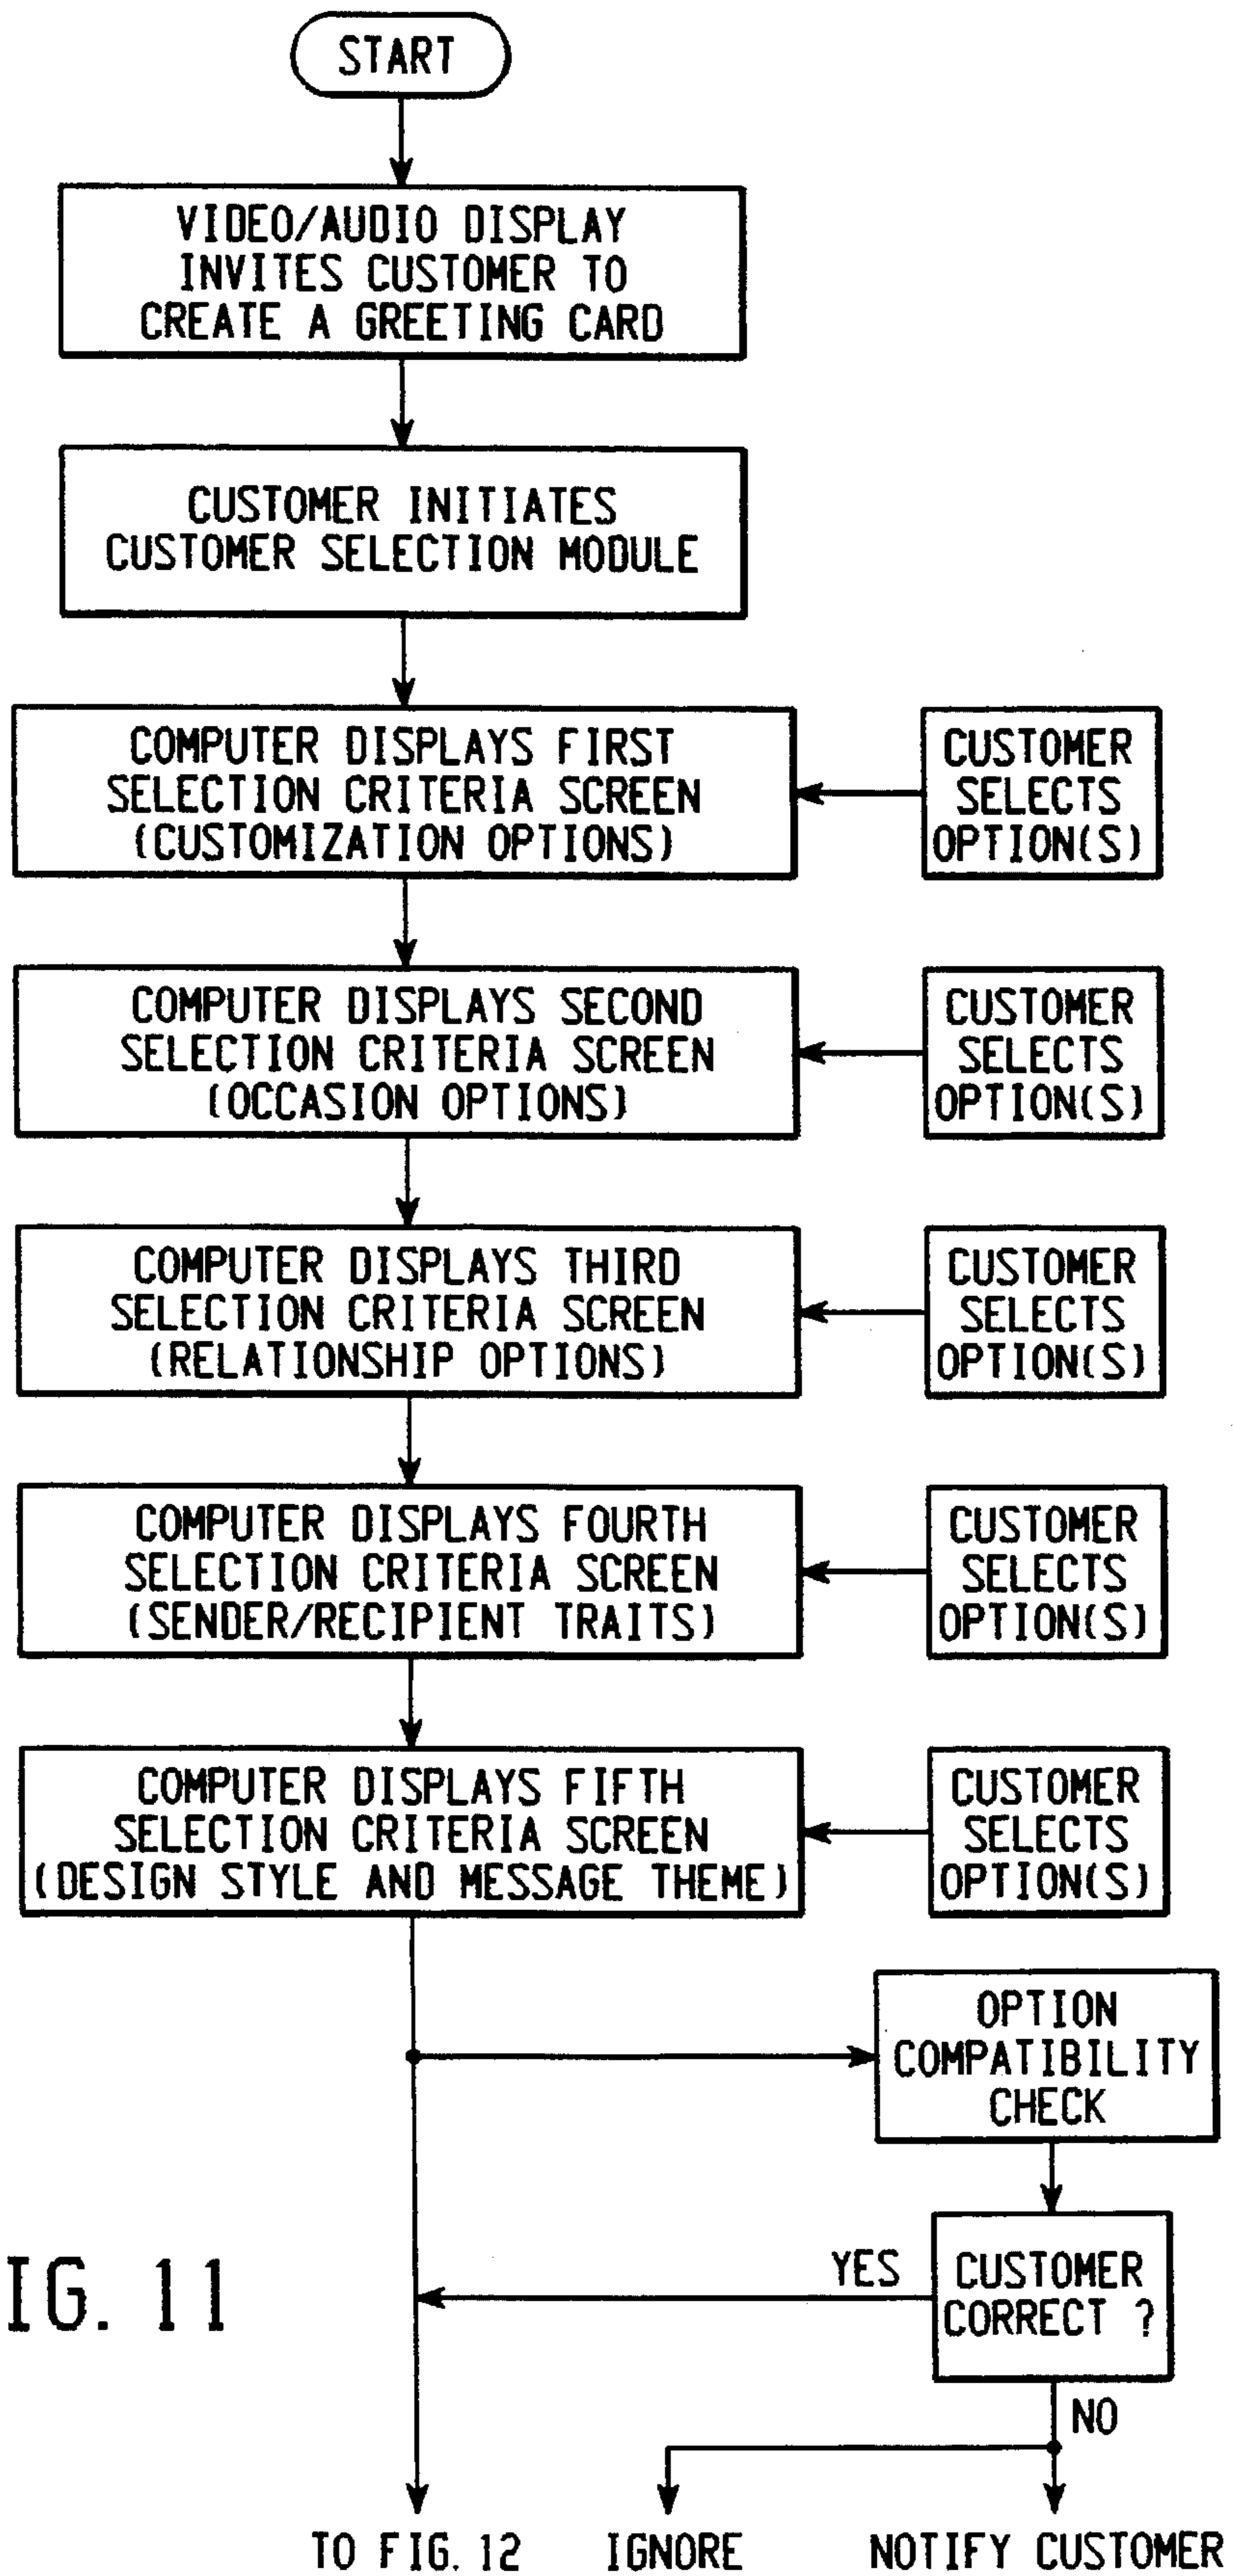 START
VIDEO/AUDIO DISPLAY
INVITES CUSTOMER TO
CREATE A GREETING CARD
CUSTOMER INITIATES
CUSTOMER SELECTION MODULE
COMPUTER DISPLAYS FIRST
SELECTION CRITERIA SCREEN
(CUSTOMIZATION OPTIONS)
CUSTOMER
SELECTS
OPTION(S)
COMPUTER DISPLAYS SECOND
SELECTION CRITERIA SCREEN
(OCCASION OPTIONS)
CUSTOMER
SELECTS
OPTION(S)
COMPUTER DISPLAYS THIRD
SELECTION CRITERIA SCREEN
(RELATIONSHIP OPTIONS)
CUSTOMER
SELECTS
OPTION(S)
COMPUTER DISPLAYS FOURTH
SELECTION CRITERIA SCREEN
(SENDER/RECIPIENT TRAITS)
CUSTOMER
SELECTS
OPTION(S)
COMPUTER DISPLAYS FIFTH
SELECTION CRITERIA SCREEN
(DESIGN STYLE AND MESSAGE THEME)
CUSTOMER
SELECTS
OPTION(S)
OPTION
COMPATIBILITY
CHECK
CUSTOMER
CORRECT ?
YES
NO
IG. 11
TO FIG. 12
IGNORE
NOTIFY CUSTOMER